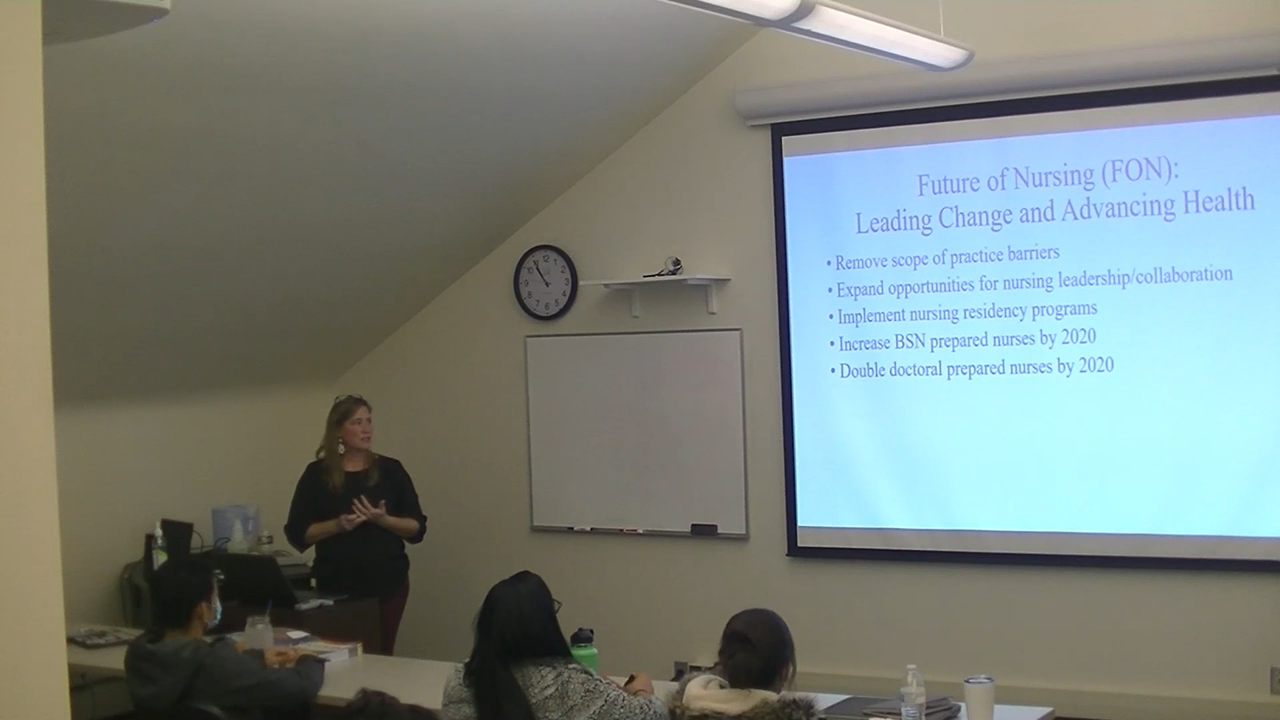 Future of Nursing (FON):
Leading Change and Advancing Health
• Remove scope of practice barriers
• Expand opportunities for nursing leadership/collaboration
• Implement nursing residency programs
• Increase BSN prepared nurses by 2020
• Double doctoral prepared nurses by 2020